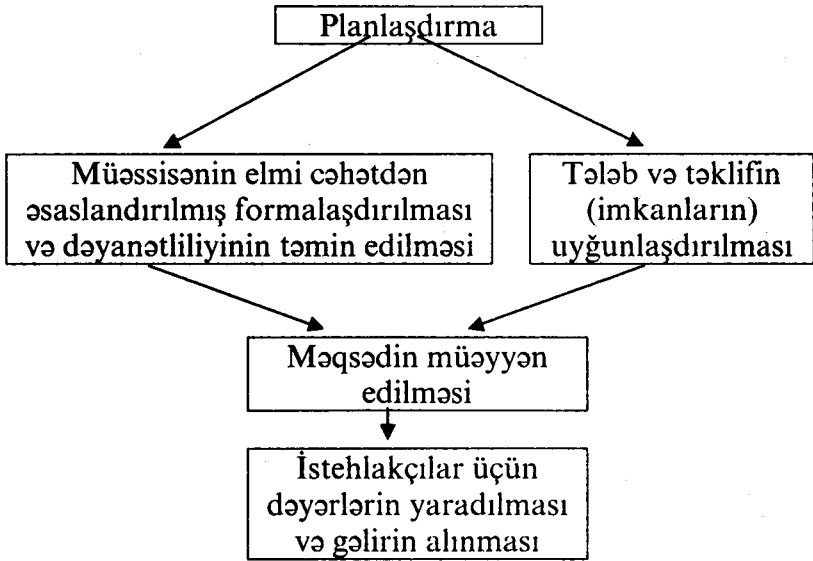 Planlaşdırma
Müəssisənin elmi cəhətdən
əsaslandırılmış formalaşdırılması
və dəyanətliliyinin təmin edilməsi
Tələb və təklifin
(imkanların)
uyğunlaşdırılması
Məqsədin müəyyən
edilməsi
İstehlakçılar üçün
dəyərlərin yaradılması
və gəlirin alınması